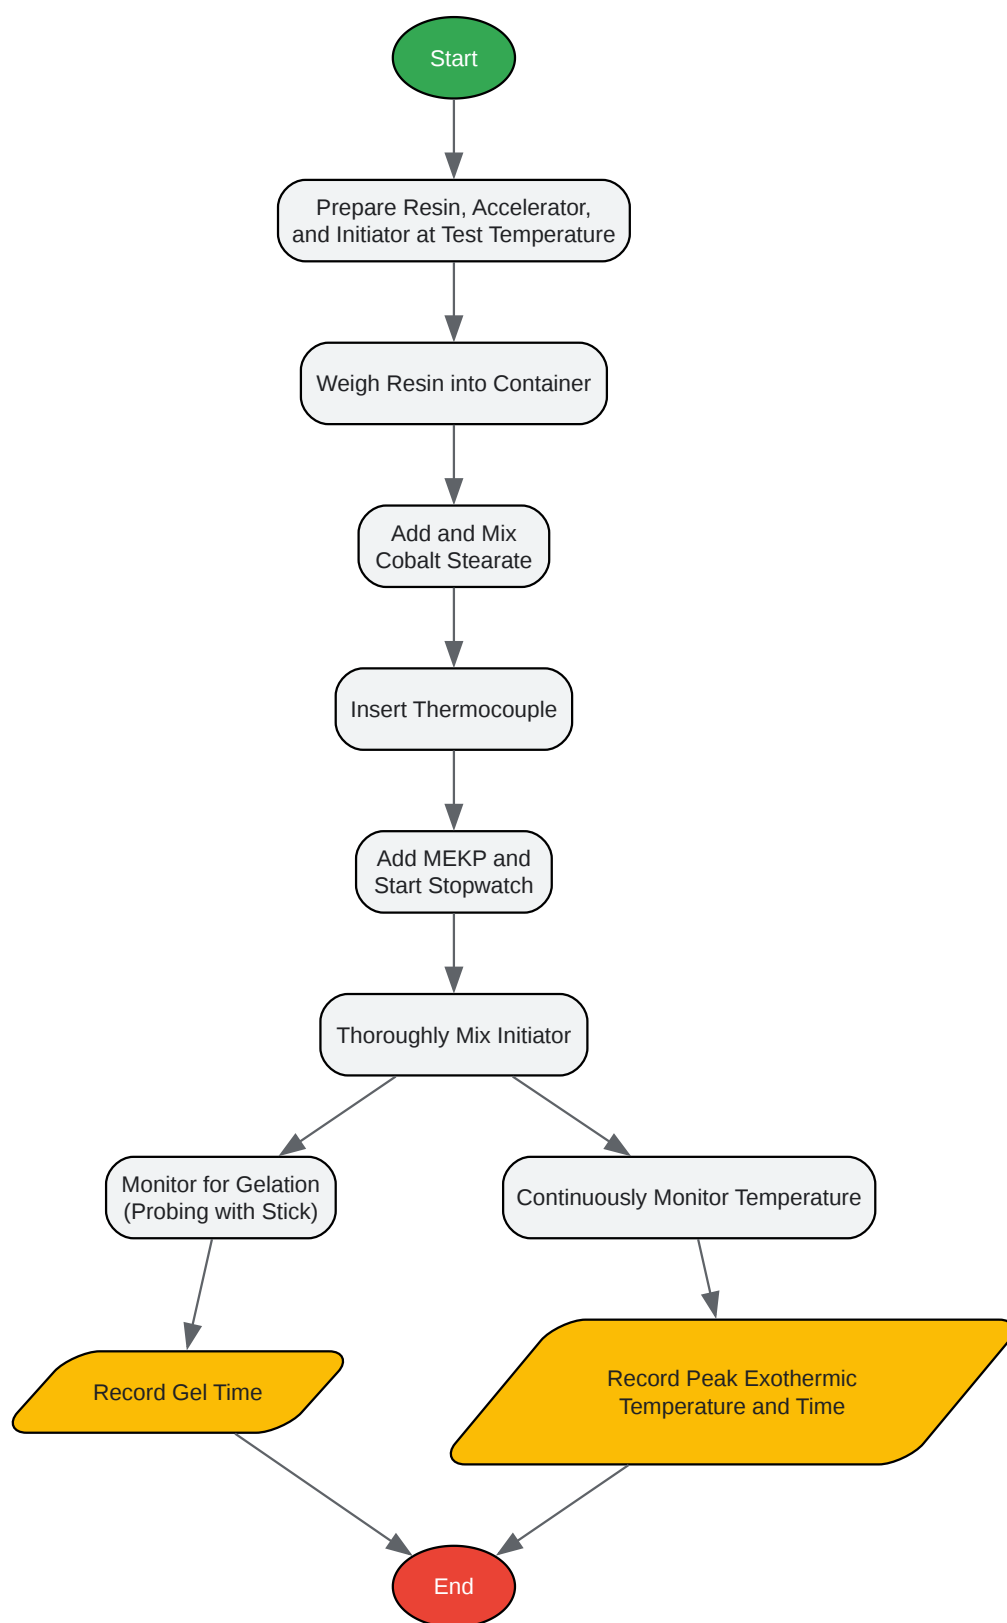 Start
Prepare Resin, Accelerator,
and Initiator at Test Temperature
Weigh Resin into Container
Add and Mix
Cobalt Stearate
Insert Thermocouple
Add MEKP and
Start Stopwatch
Thoroughly Mix Initiator
Monitor for Gelation
(Probing with Stick)
Continuously Monitor Temperature
Record Gel Time
Record Peak Exothermic
Temperature and Time
End